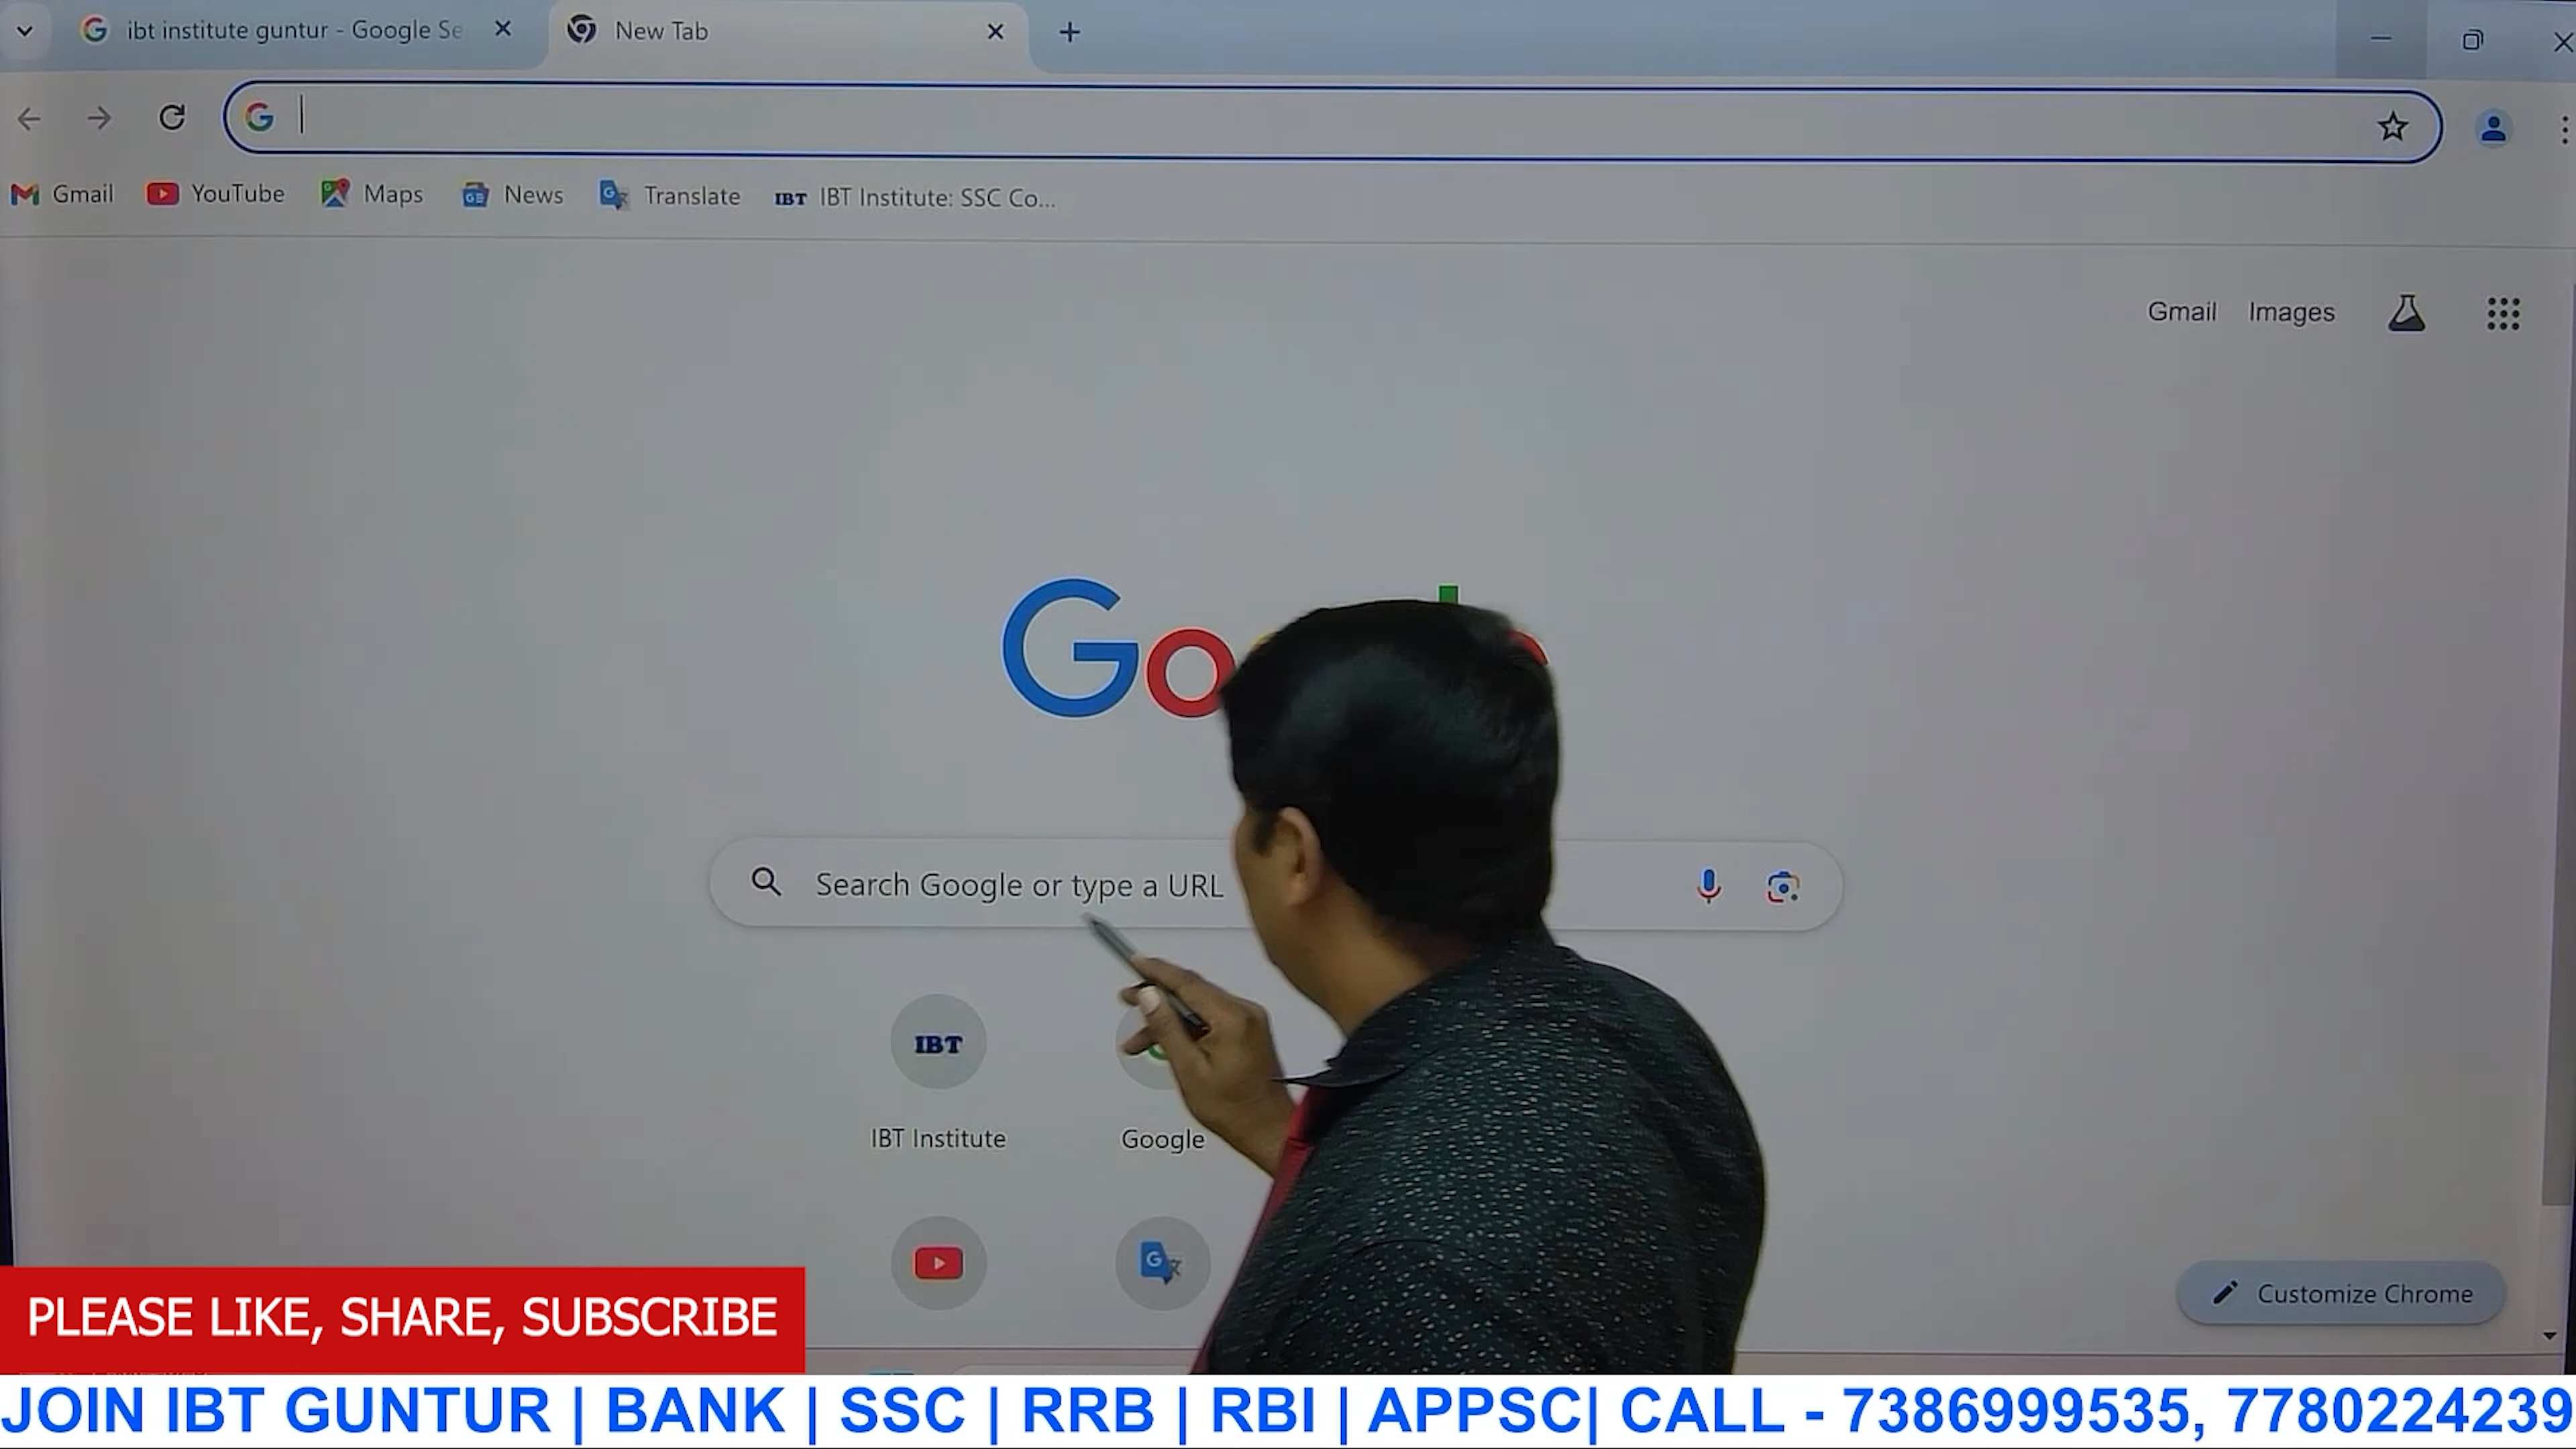 ibt institute guntur - Google Se
New Tab
Gmail
YouTube
Maps
News
Translate
IBT IBT Institute: SSC Co...
Gmail
Images
Search Google or type a URL
IBT
IBT Institute
Google
Customize Chrome
PLEASE LIKE, SHARE, SUBSCRIBE
JOIN IBT GUNTUR | BANK | SSC | RRB | RBI | APPSC| CALL - 7386999535, 7780224239